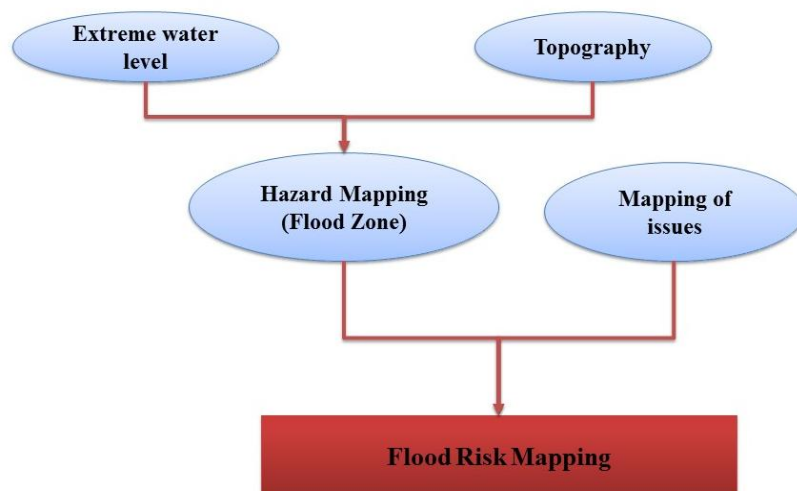 Extreme water
level
Topography
Hazard Mapping
(Flood Zone)
Mapping of
issues
Flood Risk Mapping